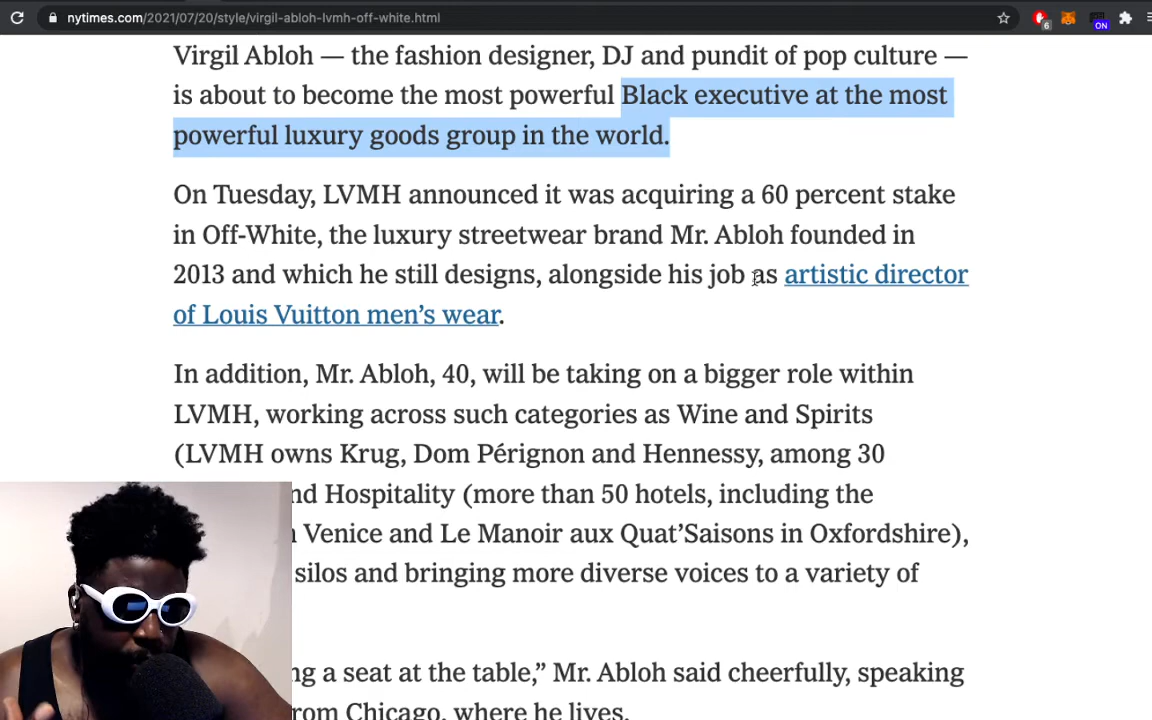 nytimes.com/2021/07/20/style/virgil-abloh-lvmh-off-white.html
6
ON
Virgil Abloh — the fashion designer, DJ and pundit of pop culture —
is about to become the most powerful Black executive at the most
powerful luxury goods group in the world.
On Tuesday, LVMH announced it was acquiring a 60 percent stake
in Off-White, the luxury streetwear brand Mr. Abloh founded in
2013 and which he still designs, alongside his job as artistic director
of Louis Vuitton men’s wear.
In addition, Mr. Abloh, 40, will be taking on a bigger role within
LVMH, working across such categories as Wine and Spirits
(LVMH owns Krug, Dom Pérignon and Hennessy, among 30
Hospitality (more than 50 hotels, including the
Venice and Le Manoir aux Quat’Saisons in Oxfordshire),
silos and bringing more diverse voices to a variety of
a seat at the table,” Mr. Abloh said cheerfully, speaking
Chicago, where he lives.